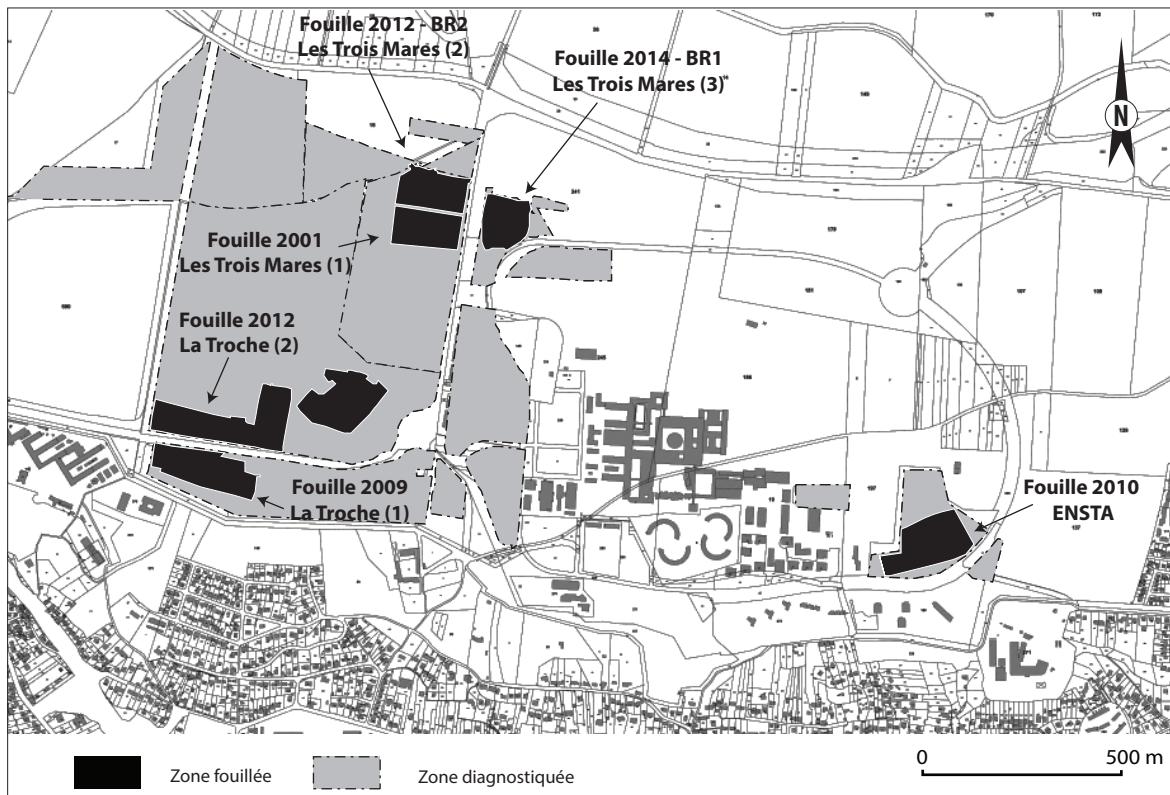 Fouille 2012 - BR2
Les Trois Mares (2)
Fouille 2014 - BR1
Les Trois Mares (3)*
N
Fouille 2001
Les Trois Mares (1)
Fouille 2012
La Troche (2)
Fouille 2009
La Troche (1)
Fouille 2010
ENSTA
Zone fouillée
Zone diagnostiquée
0
500 m